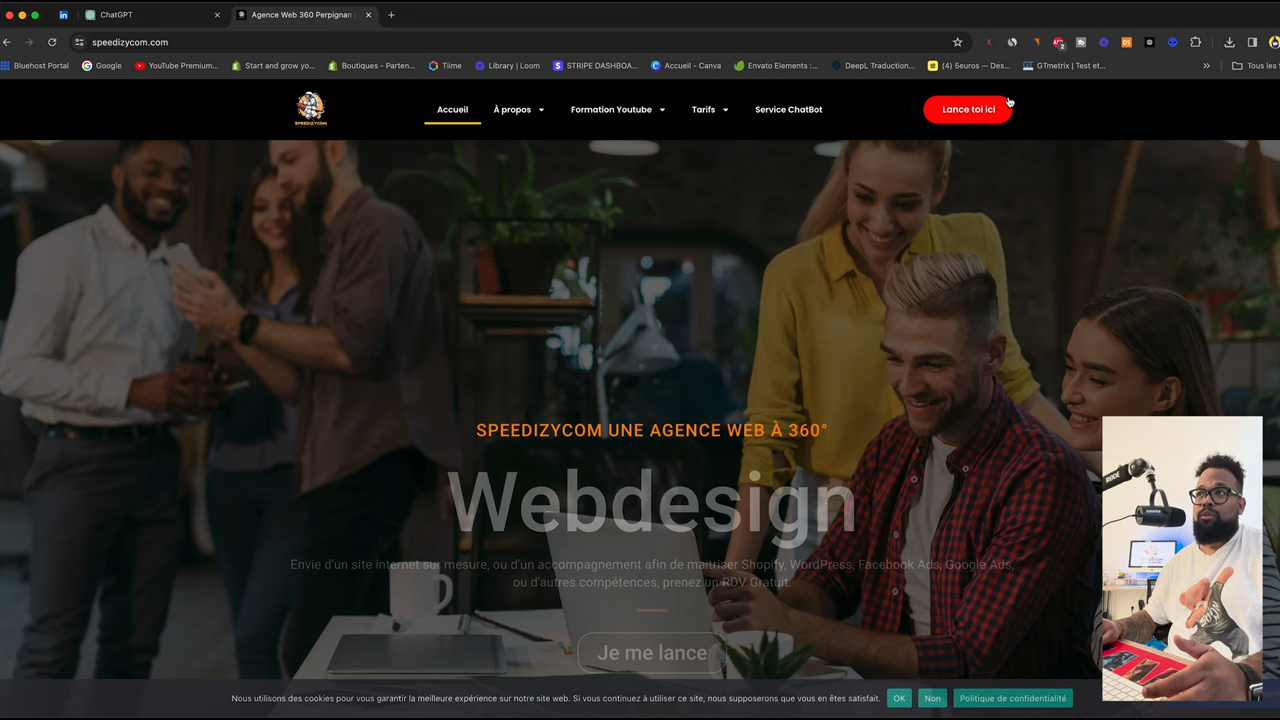 ChatGPT
Agence Web 360 Perpignan
speedizycom.com
Bluehost Portal
Google
YouTube Premium...
Start and grow yo...
Boutiques - Parten...
Tiime
Library | Loom
STRIPE DASHBOA...
Accueil - Canva
Envato Elements :...
DeepL Traduction...
(4) 5euros — Des...
GTmetrix | Test et...
Tous les
SPEEDIZYCOM
Accueil
À propos
Formation Youtube
Tarifs
Service ChatBot
Lance toi ici
SPEEDIZYCOM UNE AGENCE WEB À 360°
Webdesign
Envie d'un site internet sur mesure, ou d'un accompagnement afin de maîtriser Shopify, WordPress, Facebook Ads, Google Ads,
ou d'autres compétences, prenez un RDV Gratuit.
Je me lance
RODE
Nous utilisons des cookies pour vous garantir la meilleure expérience sur notre site web. Si vous continuez à utiliser ce site, nous supposerons que vous en êtes satisfait.
OK
Non
Politique de confidentialité